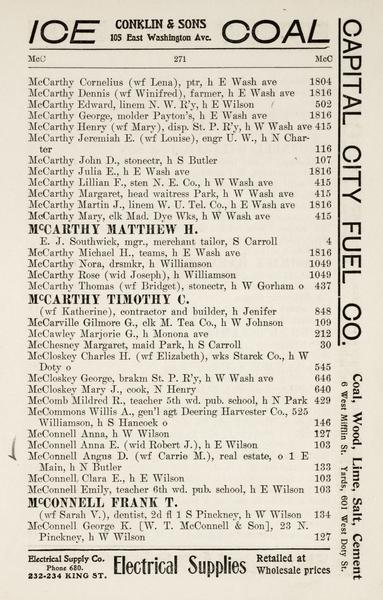 ICE CONKLIN & SONS COAL
105 East Washington Ave.
McC 271 McC
McCarthy Cornelius (wf Lena), ptr, h E Wash ave 1804
McCarthy Dennis (wf Winifred), farmer, h E Wash ave 1816
McCarthy Edward, linem N. W. R'y, h E Wilson 502
McCarthy George, molder Payton's, h E Wash ave 1816
McCarthy Henry (wf Mary), disp. St. P. R'y, h W Wash ave 415
McCarthy Jeremiah E. (wf Louise), engr U. W., h N Char-
ter 116
McCarthy John D., stonectr, h S Butler 107
McCarthy Julia E., h E Wash ave 1816
McCarthy Lillian F., sten N. E. Co., h W Wash ave 415
McCarthy Margaret, head waitress Park, h W Wash ave 415
McCarthy Martin J., linem W. U. Tel. Co., h E Wash ave 1816
McCarthy Mary, clk Mad. Dye Wks, h W Wash ave 415
McCARTHY MATTHEW H.
E. J. Southwick, mgr., merchant tailor, S Carroll 4
McCarthy Michael H., teams, h E Wash ave 1816
McCarthy Nora, drsmkr, h Williamson 1049
McCarthy Rose (wid Joseph), h Williamson 1049
McCarthy Thomas (wf Bridget), stonectr, h W Gorham o 437
McCARTHY TIMOTHY C.
(wf Katherine), contractor and builder, h Jenifer 848
McCarville Gilmore G., elk M. Tea Co., h W Johnson 109
McCawley Marjorie G., h Monona ave 212
McChesney Margaret, maid Park, h S Carroll 30
McCloskey Charles H. (wf Elizabeth), wks Starck Co., h W
Doty o 545
McCloskey George, brakm St. P. R'y, h W Wash ave 646
McCloskey Mary J., cook, N Henry 640
McComb Mildred R., teacher 5th wd. pub. school, h N Park 429
McCommons Willis A., gen'l agt Deering Harvester Co., 525
Williamson, h S Hancock o 146
McConnell Anna, h W Wilson 127
McConnell Anna E. (wid Robert J.), h E Wilson 103
McConnell Angus D. (wf Carrie M.), real estate, o 1 E
Main, h N Butler 133
McConnell Clara E., h E Wilson 103
McConnell Emily, teacher 6th wd. pub. school, h E Wilson 103
McCONNELL FRANK T.
(wf Sarah V.), dentist, 2d fl 1 S Pinckney, h W Wilson 134
McConnell George K. [W. T. McConnell & Son], 23 N.
Pinckney, h W Wilson 127
Electrical Supply Co.
Phone 680.
232-234 KING ST.
Electrical Supplies
Retailed at
Wholesale prices
CAPITAL CITY FUEL CO.
Coal, Wood, Lime, Salt, Cement
6 West Mifflin St. Yards, 601 West Doty St.